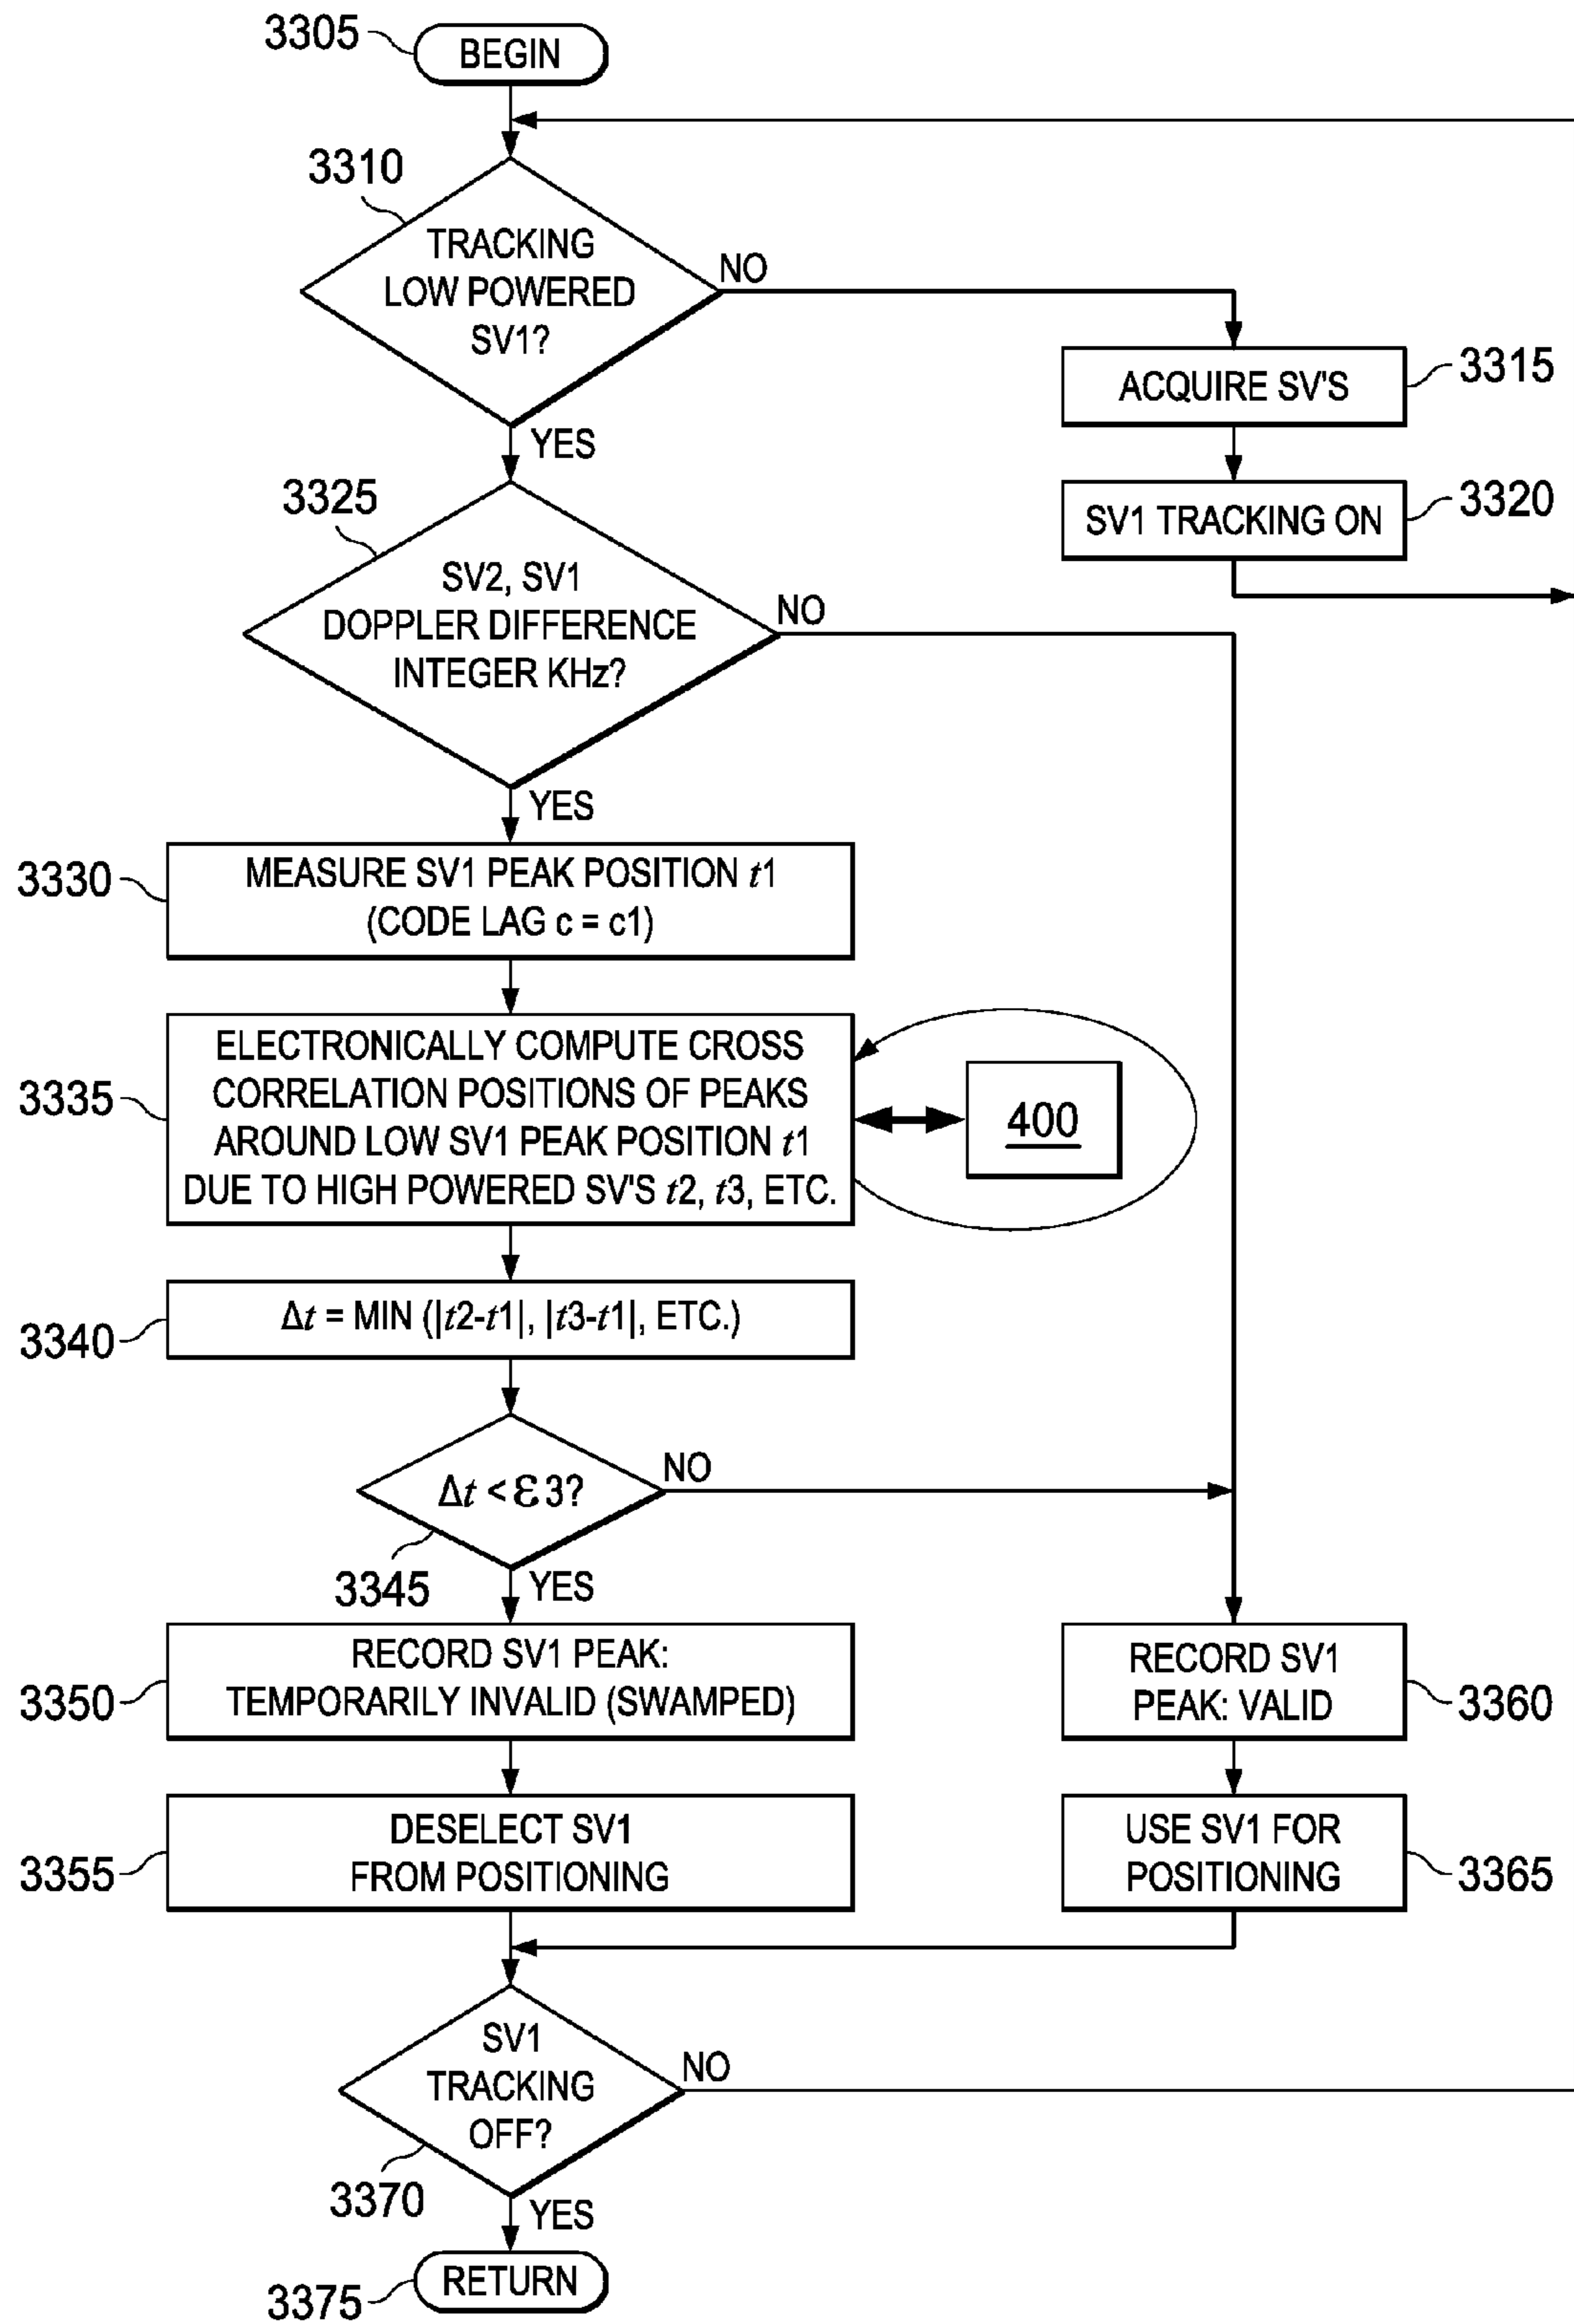 3305
BEGIN
3310
TRACKING
LOW POWERED
SV1?
NO
YES
ACQUIRE SV'S
3315
SV1 TRACKING ON
3320
3325
SV2, SV1
DOPPLER DIFFERENCE
INTEGER KHz?
NO
YES
3330
MEASURE SV1 PEAK POSITION t1
(CODE LAG c = c1)
3335
ELECTRONICALLY COMPUTE CROSS
CORRELATION POSITIONS OF PEAKS
AROUND LOW SV1 PEAK POSITION t1
DUE TO HIGH POWERED SV'S t2, t3, ETC.
400
3340
Δt = MIN (|t2-t1|, |t3-t1|, ETC.)
Δt < ε3?
NO
3345
YES
3350
RECORD SV1 PEAK:
TEMPORARILY INVALID (SWAMPED)
RECORD SV1
PEAK: VALID
3360
3355
DESELECT SV1
FROM POSITIONING
USE SV1 FOR
POSITIONING
3365
SV1
TRACKING
OFF?
NO
3370
YES
3375
RETURN